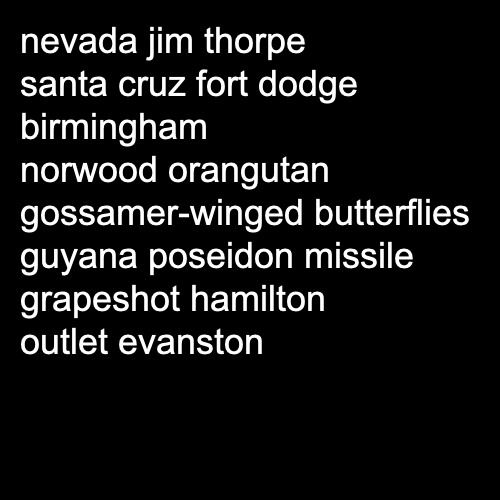 nevada jim thorpe
santa cruz fort dodge
birmingham
norwood orangutan
gossamer-winged butterflies
guyana poseidon missile
grapeshot hamilton
outlet evanston